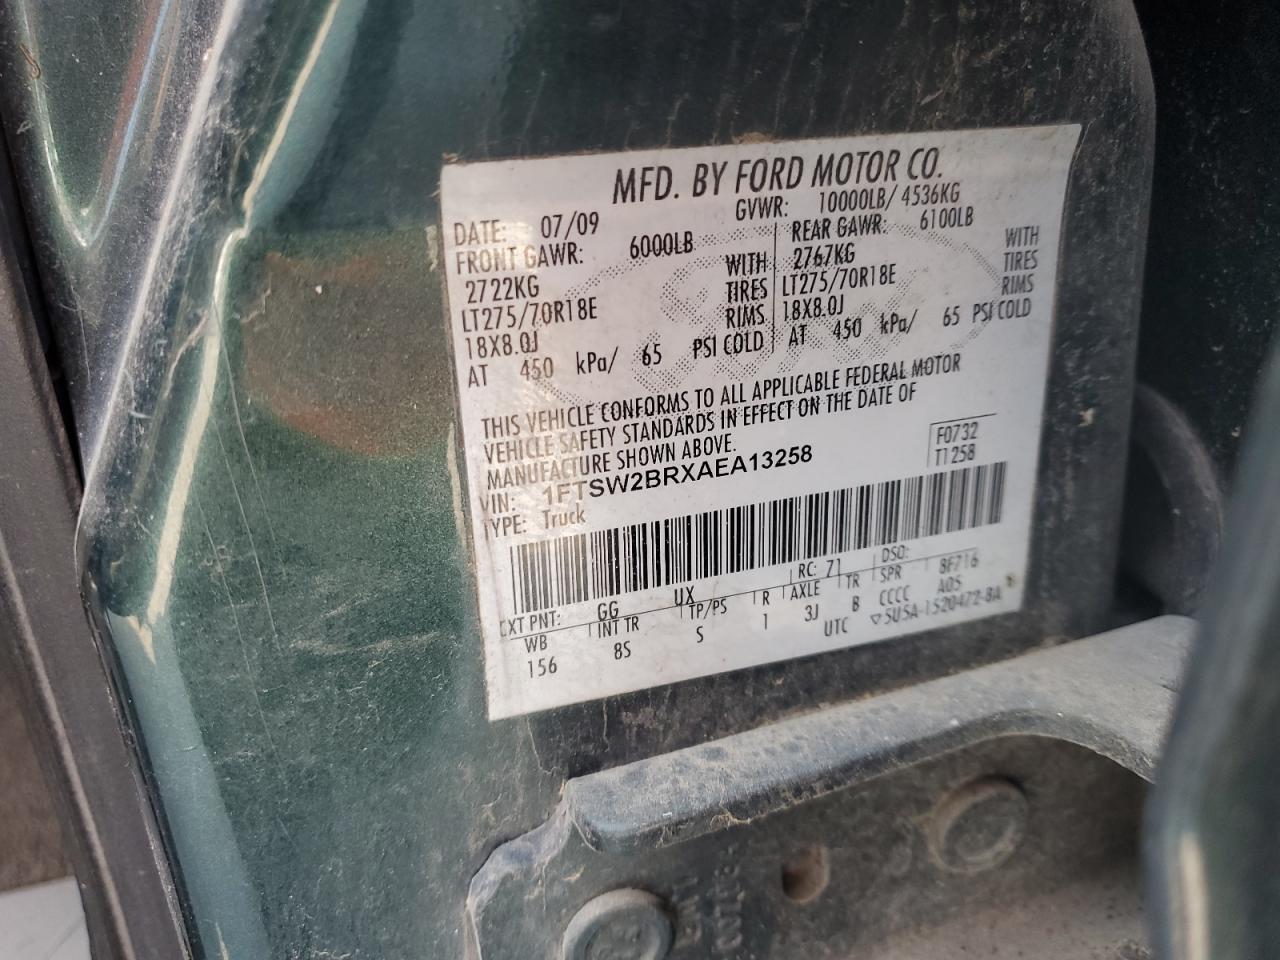 MFD. BY FORD MOTOR CO.
DATE: 07/09 GVWR: 10000LB/ 4536KG
FRONT GAWR: 6000LB REAR GAWR: 6100LB
2722KG WITH 2767KG WITH
LT275/70R18E TIRES LT275/70R18E TIRES
18X8.0J RIMS 18X8.0J RIMS
AT 450 kPa/ 65 PSI COLD AT 450 kPa/ 65 PSI COLD
THIS VEHICLE CONFORMS TO ALL APPLICABLE FEDERAL MOTOR
VEHICLE SAFETY STANDARDS IN EFFECT ON THE DATE OF
MANUFACTURE SHOWN ABOVE.
VIN: 1FTSW2BRXAEA13258 F0732
TYPE: Truck T1258
EXT PNT: GG UX RC: 71 DSO:
WB INT TR TP/PS R AXLE TR SPR 8F716
156 8S S 1 3J B CCCC A05
UTC ▽5U5A-1520472-BA